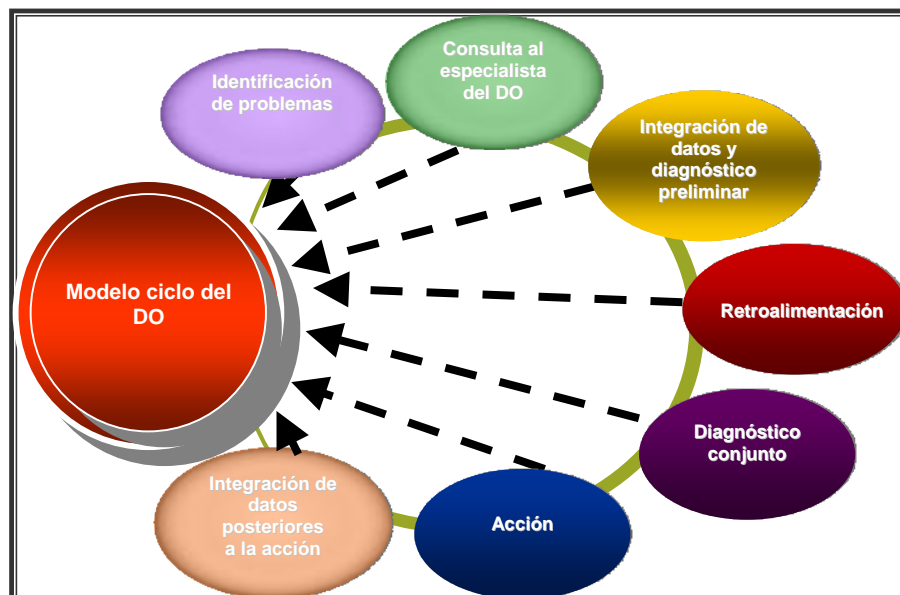 Identificación
de problemas
Consulta al
especialista
del DO
Integración de
datos y
diagnóstico
preliminar
Retroalimentación
Diagnóstico
conjunto
Acción
Integración de
datos
posteriores
a la acción
Modelo ciclo del
DO